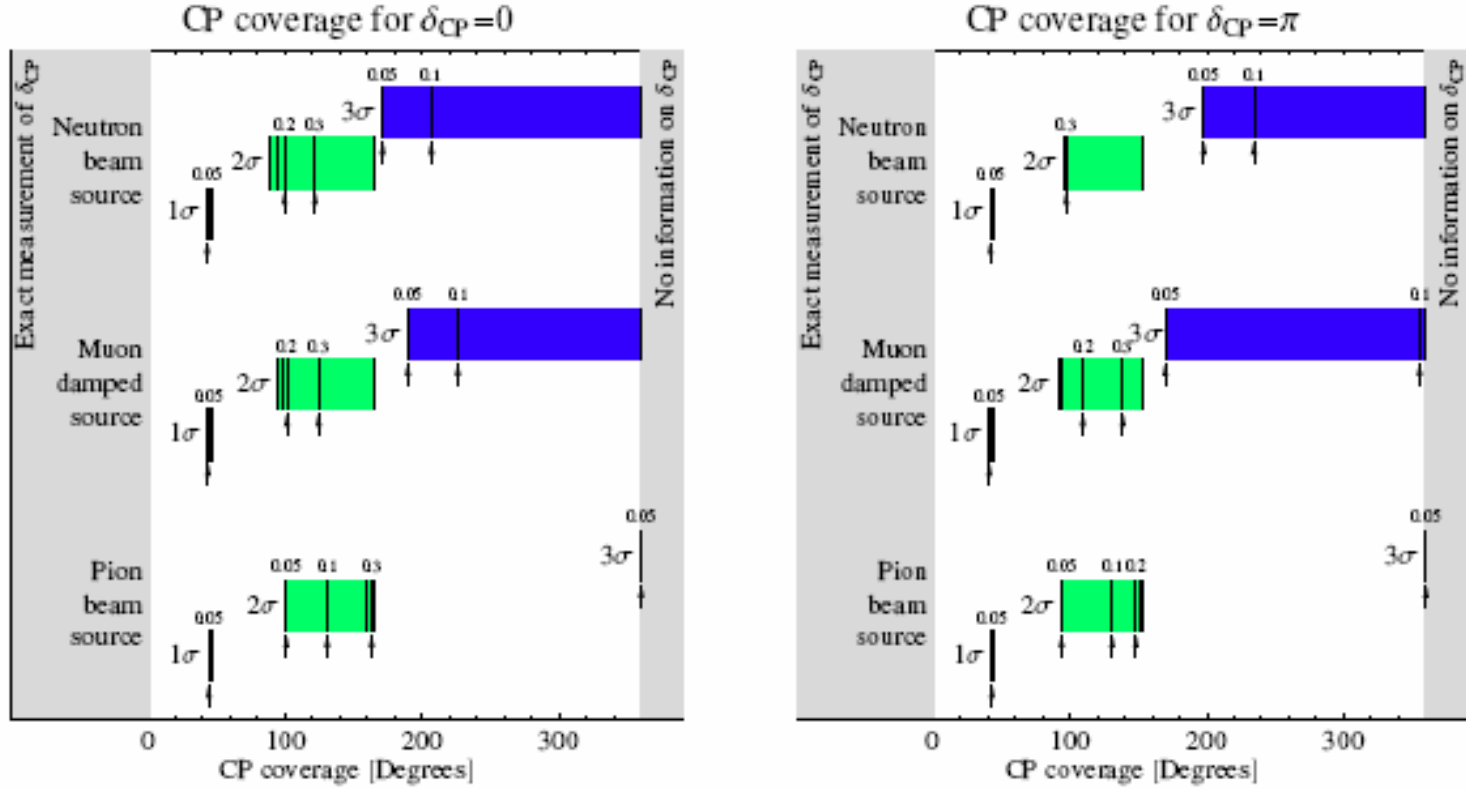 CP coverage for δCP=0
Exact measurement of δCP
No information on δCP
Neutron
beam
source
0.05
1σ
0.2
0.3
2σ
0.05
0.1
3σ
Muon
damped
source
0.05
1σ
0.2
0.3
2σ
0.05
0.1
3σ
Pion
beam
source
0.05
1σ
0.05
0.1
0.3
2σ
0.05
3σ
0
100
200
300
CP coverage [Degrees]
CP coverage for δCP=π
Exact measurement of δCP
No information on δCP
Neutron
beam
source
0.05
1σ
0.3
2σ
0.05
0.1
3σ
Muon
damped
source
0.05
1σ
0.2
0.3
2σ
0.05
0.1
3σ
Pion
beam
source
0.05
1σ
0.05
0.1
0.2
2σ
0.05
3σ
0
100
200
300
CP coverage [Degrees]